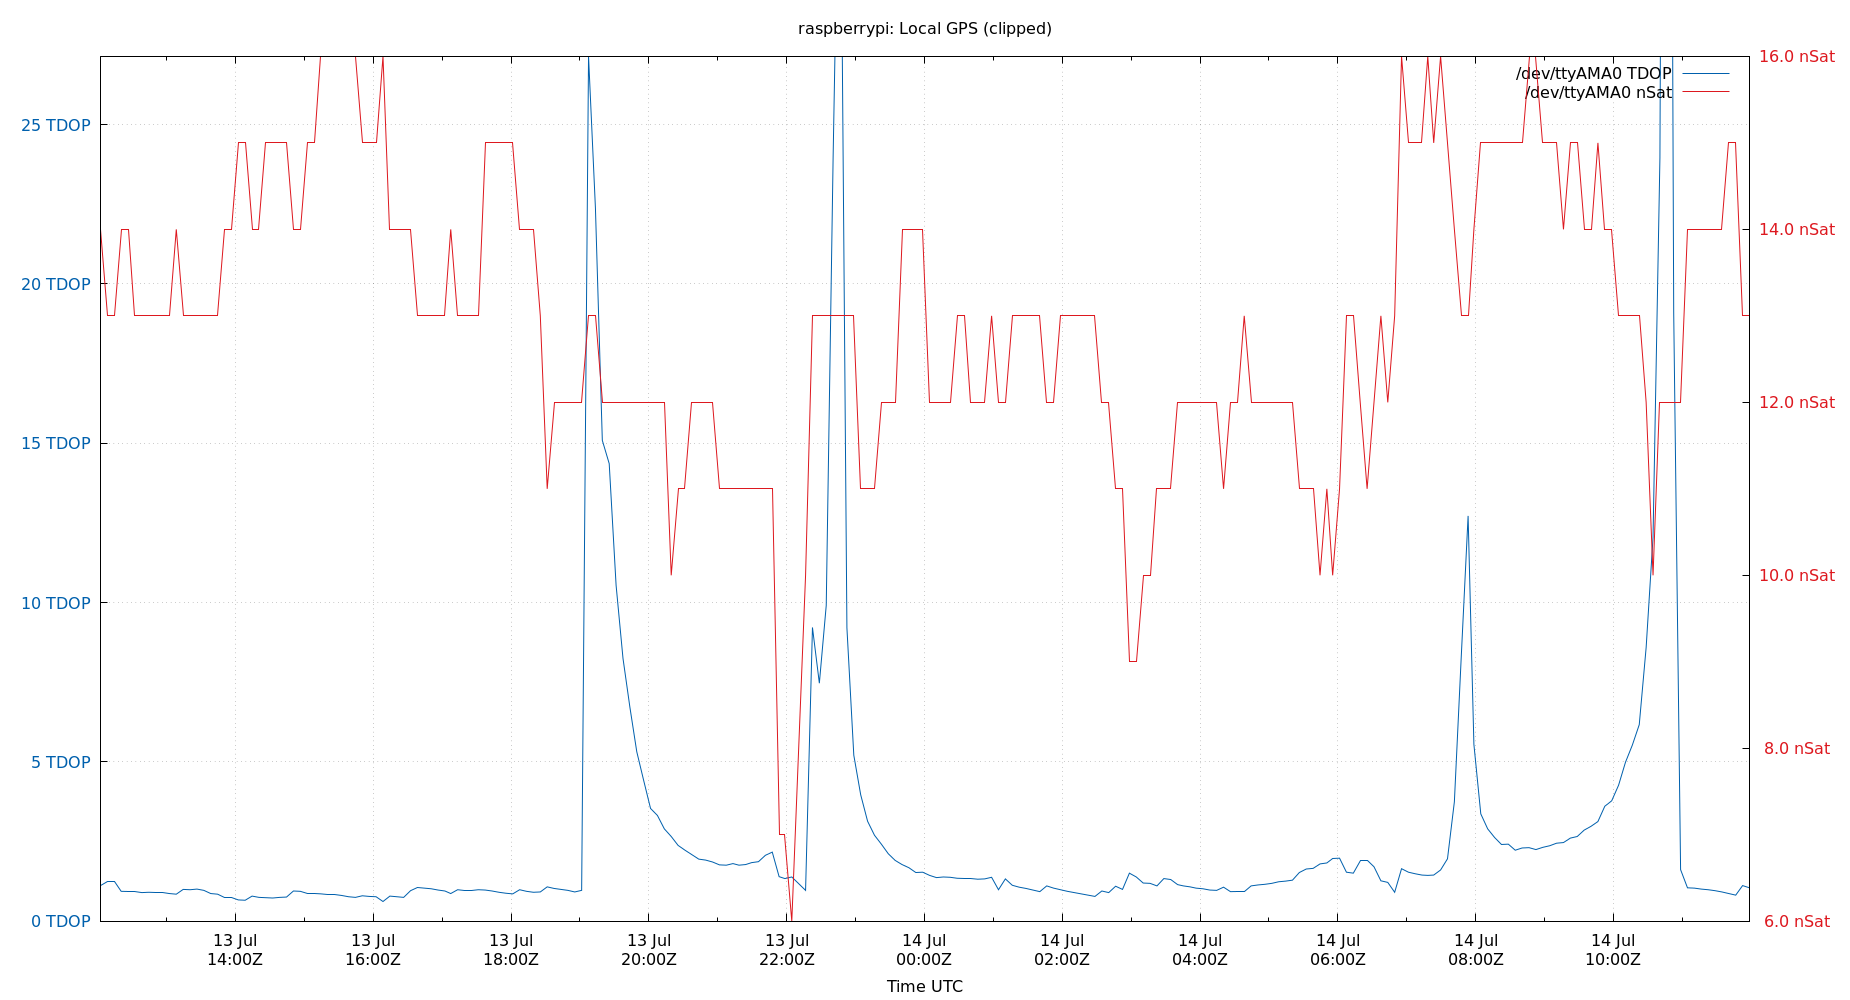 raspberrypi: Local GPS (clipped)
16.0 nSat
/dev/ttyAMA0 TDOP
/dev/ttyAMA0 nSat
25 TDOP
14.0 nSat
20 TDOP
12.0 nSat
15 TDOP
10.0 nSat
10 TDOP
8.0 nSat
5 TDOP
0 TDOP
6.0 nSat
13 Jul 13 Jul 13 Jul 13 Jul 13 Jul 14 Jul 14 Jul 14 Jul 14 Jul 14 Jul 14 Jul
14:00Z 16:00Z 18:00Z 20:00Z 22:00Z 00:00Z 02:00Z 04:00Z 06:00Z 08:00Z 10:00Z
Time UTC